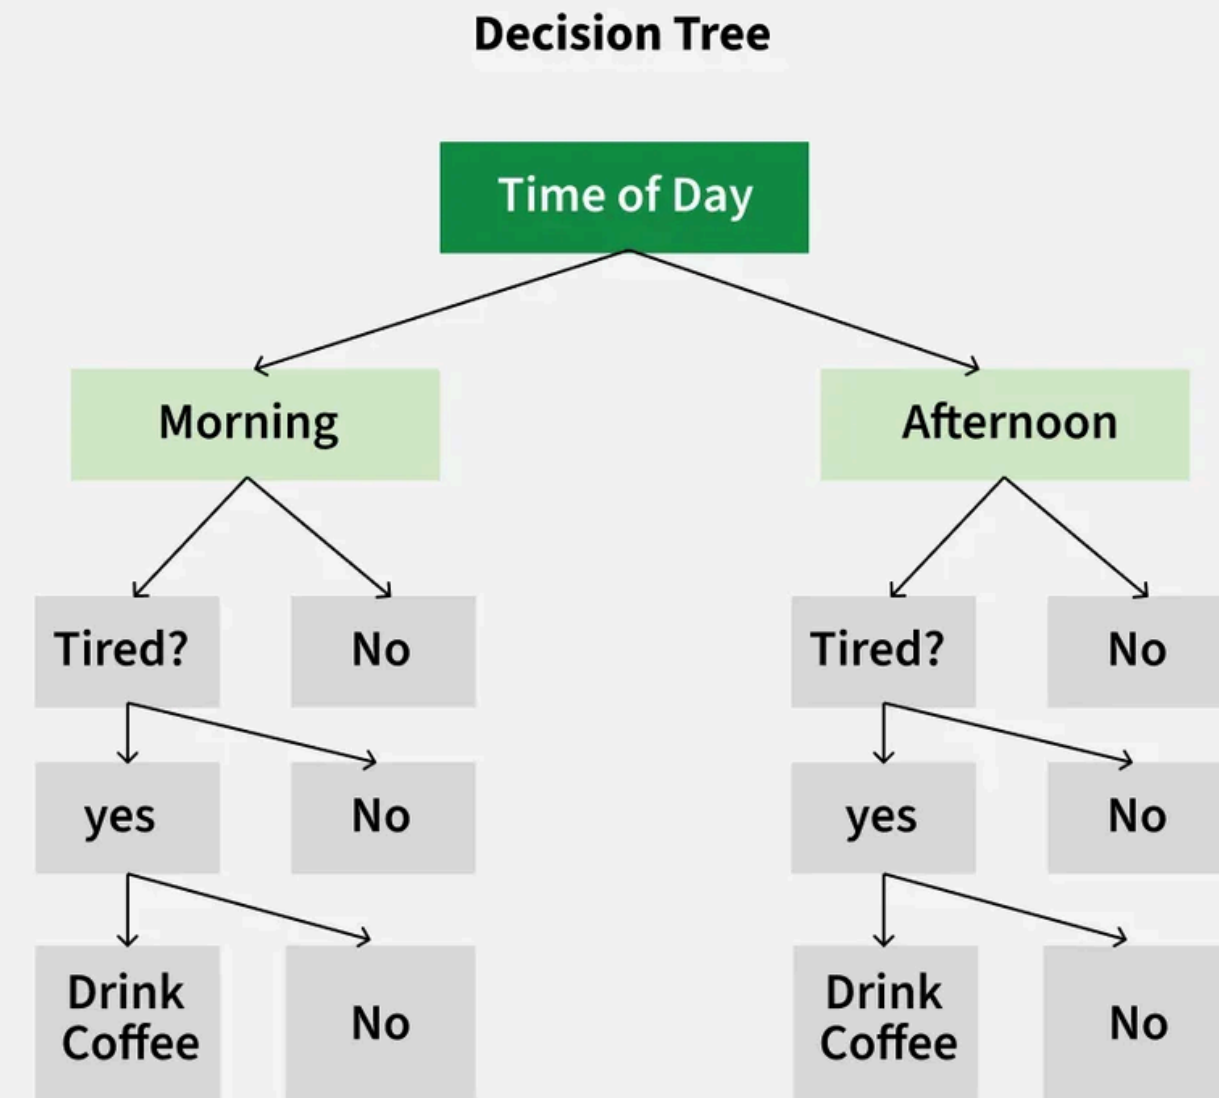 Decision Tree
Time of Day
Morning
Afternoon
Tired?
No
Tired?
No
yes
No
yes
No
Drink
Coffee
No
Drink
Coffee
No